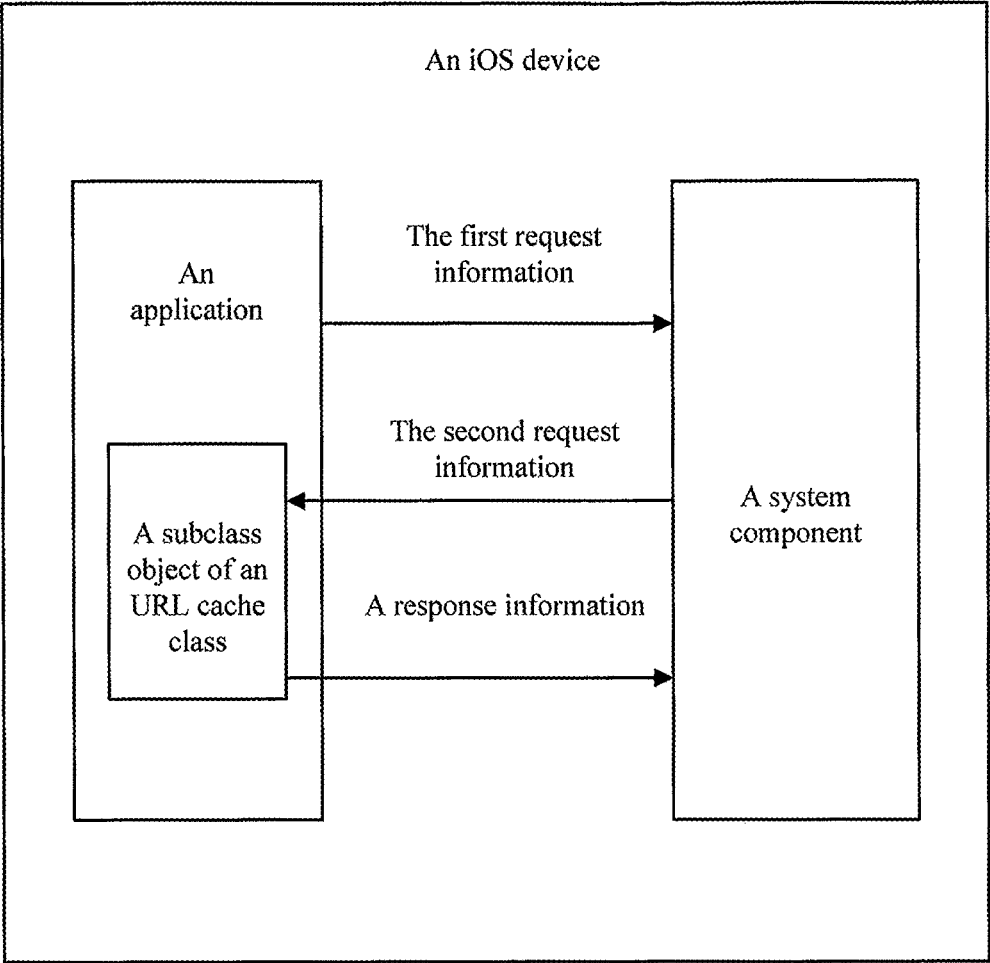 An iOS device
The first request
information
An
application
The second request
information
A system
component
A subclass
object of an
URL cache
class
A response information